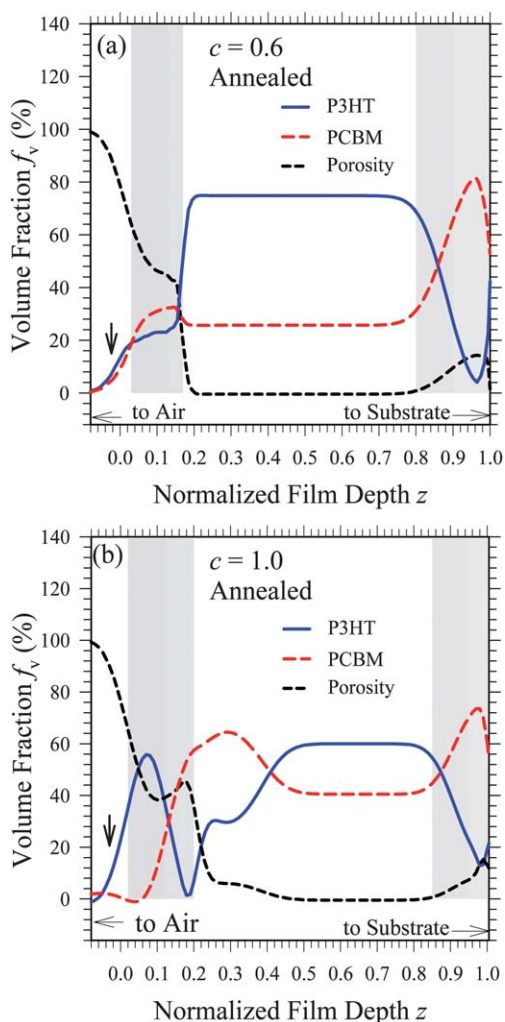 (a)
c = 0.6
Annealed
P3HT
PCBM
Porosity
Volume Fraction fv (%)
140
120
100
80
60
40
20
0
to Air
to Substrate
0.0 0.1 0.2 0.3 0.4 0.5 0.6 0.7 0.8 0.9 1.0
Normalized Film Depth z
(b)
c = 1.0
Annealed
P3HT
PCBM
Porosity
Volume Fraction fv (%)
140
120
100
80
60
40
20
0
to Air
to Substrate
0.0 0.1 0.2 0.3 0.4 0.5 0.6 0.7 0.8 0.9 1.0
Normalized Film Depth z